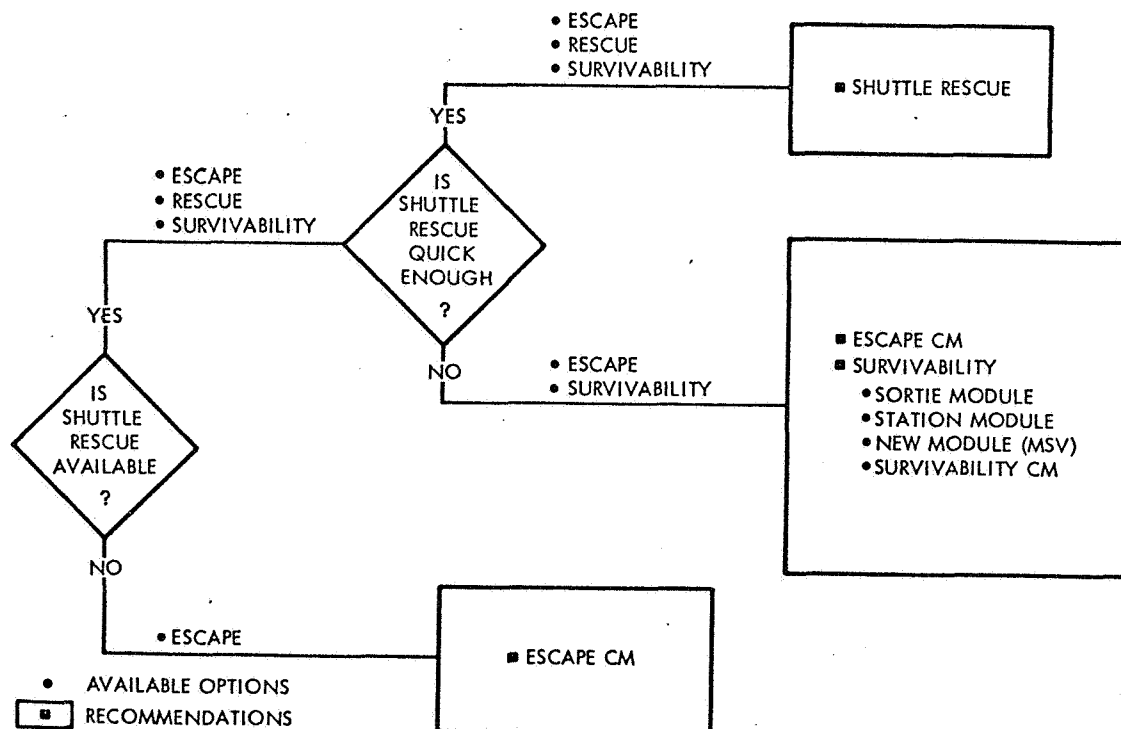 • ESCAPE
• RESCUE
• SURVIVABILITY
■ SHUTTLE RESCUE
YES
IS
SHUTTLE
RESCUE
QUICK
ENOUGH
?
NO
• ESCAPE
• RESCUE
• SURVIVABILITY
YES
IS
SHUTTLE
RESCUE
AVAILABLE
?
NO
• ESCAPE
• SURVIVABILITY
■ ESCAPE CM
■ SURVIVABILITY
• SORTIE MODULE
• STATION MODULE
• NEW MODULE (MSV)
• SURVIVABILITY CM
• ESCAPE
■ ESCAPE CM
• AVAILABLE OPTIONS
■ RECOMMENDATIONS